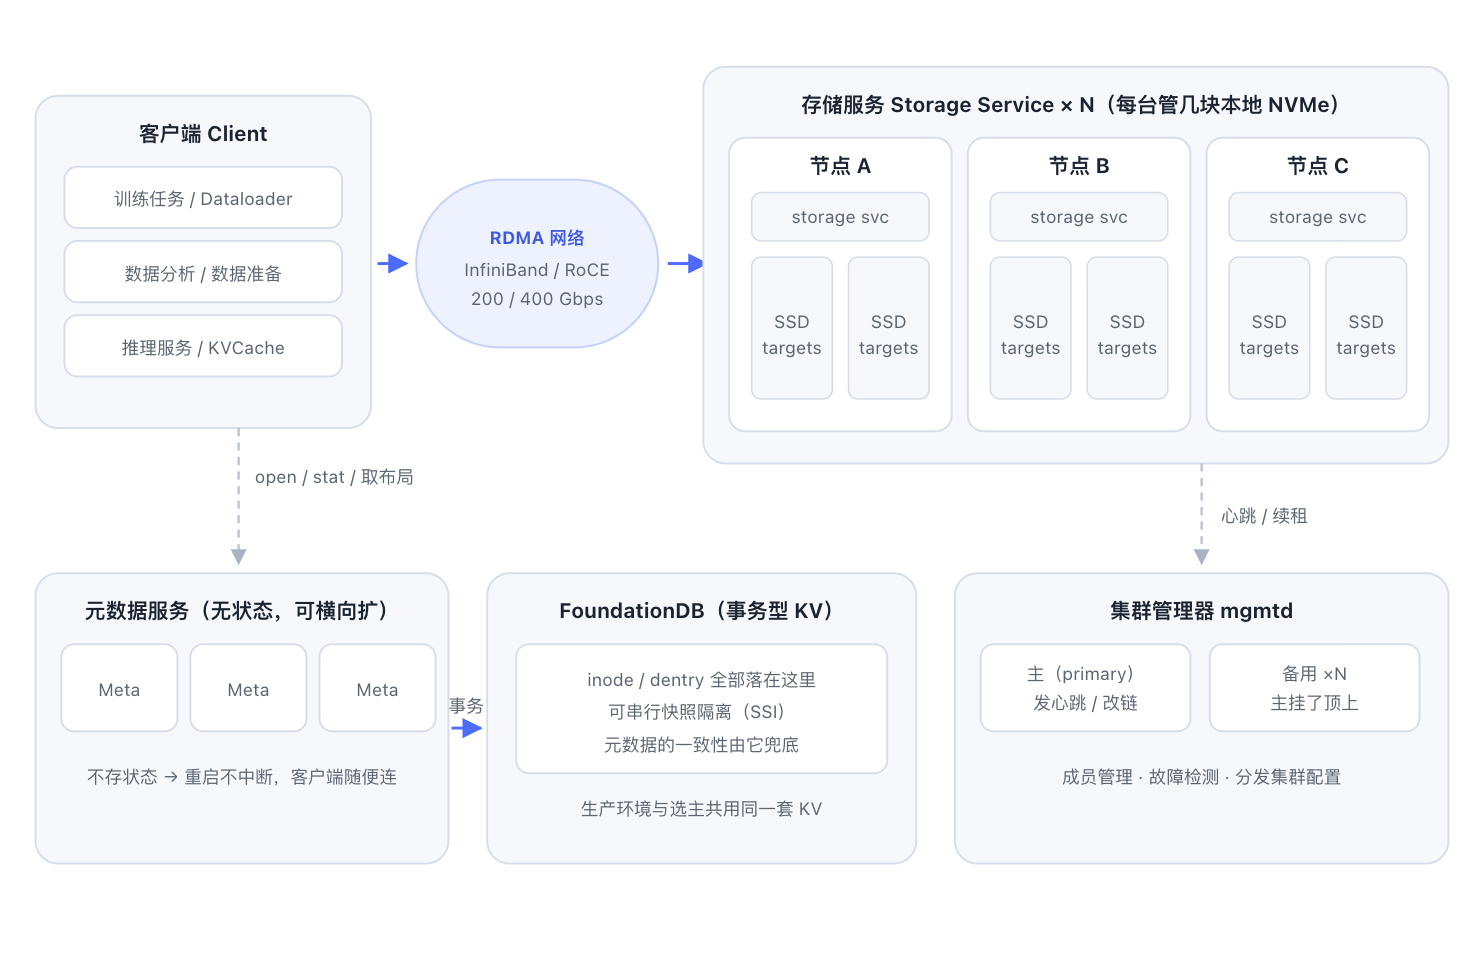 客户端 Client
训练任务 / Dataloader
数据分析 / 数据准备
推理服务 / KVCache
RDMA 网络
InfiniBand / RoCE
200 / 400 Gbps
存储服务 Storage Service × N（每台管几块本地 NVMe）
节点 A
storage svc
SSD
targets
SSD
targets
节点 B
storage svc
SSD
targets
SSD
targets
节点 C
storage svc
SSD
targets
SSD
targets
open / stat / 取布局
心跳 / 续租
元数据服务（无状态，可横向扩）
Meta
Meta
Meta
不存状态 → 重启不中断，客户端随便连
事务
FoundationDB（事务型 KV）
inode / dentry 全部落在这里
可串行快照隔离（SSI）
元数据的一致性由它兜底
生产环境与选主共用同一套 KV
集群管理器 mgmtd
主（primary）
发心跳 / 改链
备用 ×N
主挂了顶上
成员管理 · 故障检测 · 分发集群配置